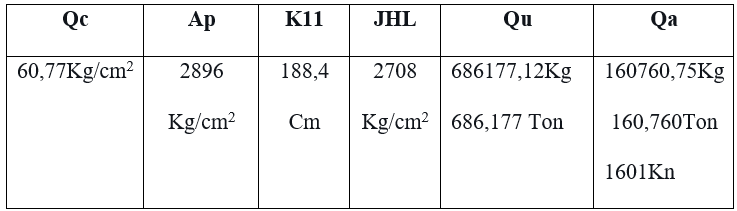 Qc Ap K11 JHL Qu Qa
60,77Kg/cm² 2896 188,4 2708 686177,12Kg 160760,75Kg
Kg/cm² Cm Kg/cm² 686,177 Ton 160,760Ton
1601Kn